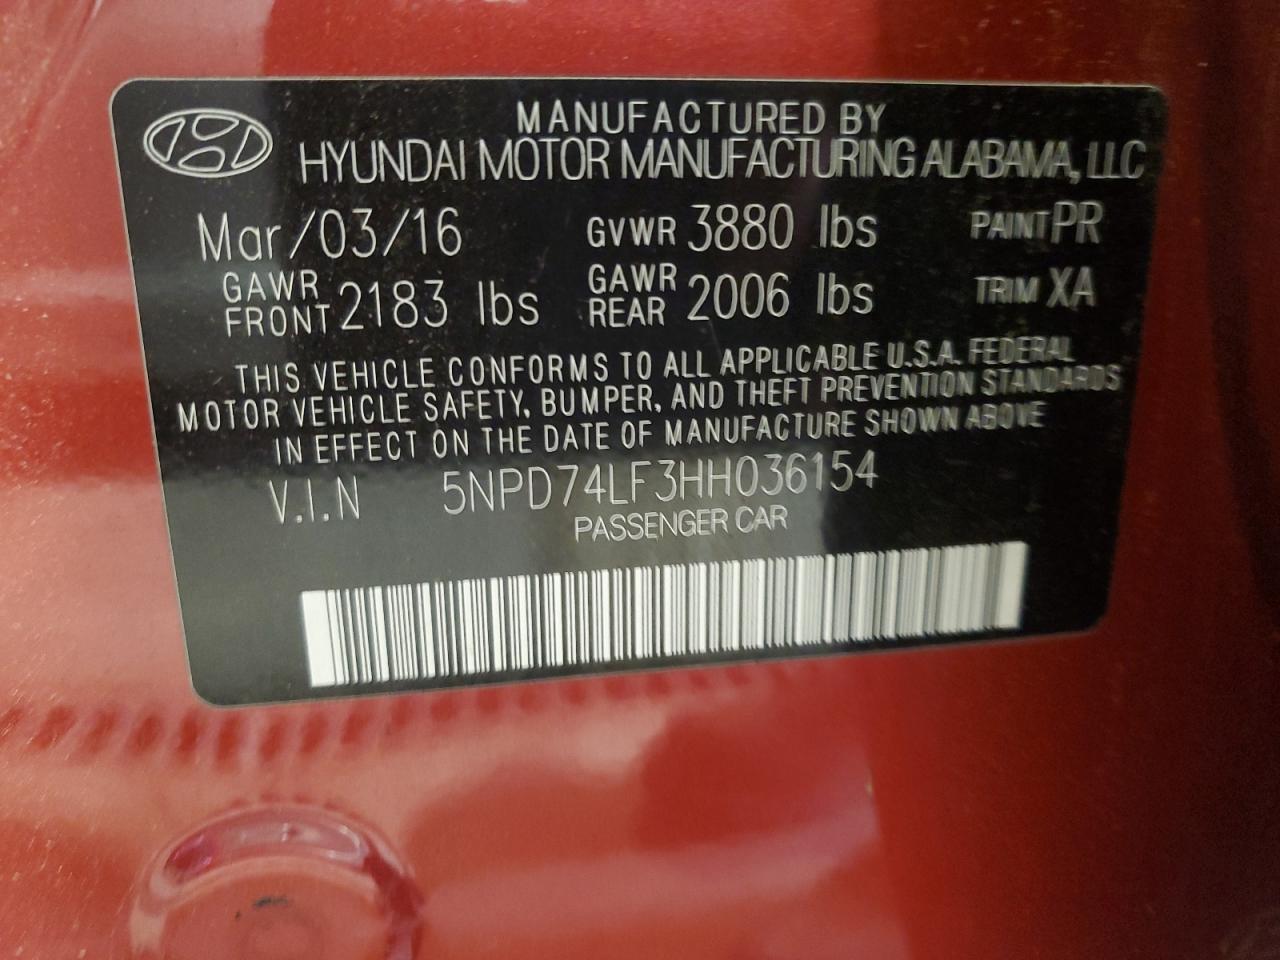 MANUFACTURED BY
HYUNDAI MOTOR MANUFACTURING ALABAMA, LLC
Mar/03/16 GVWR 3880 lbs PAINT PR
GAWR FRONT 2183 lbs GAWR REAR 2006 lbs TRIM XA
THIS VEHICLE CONFORMS TO ALL APPLICABLE U.S.A. FEDERAL
MOTOR VEHICLE SAFETY, BUMPER, AND THEFT PREVENTION STANDARDS
IN EFFECT ON THE DATE OF MANUFACTURE SHOWN ABOVE
V.I.N 5NPD74LF3HH036154
PASSENGER CAR